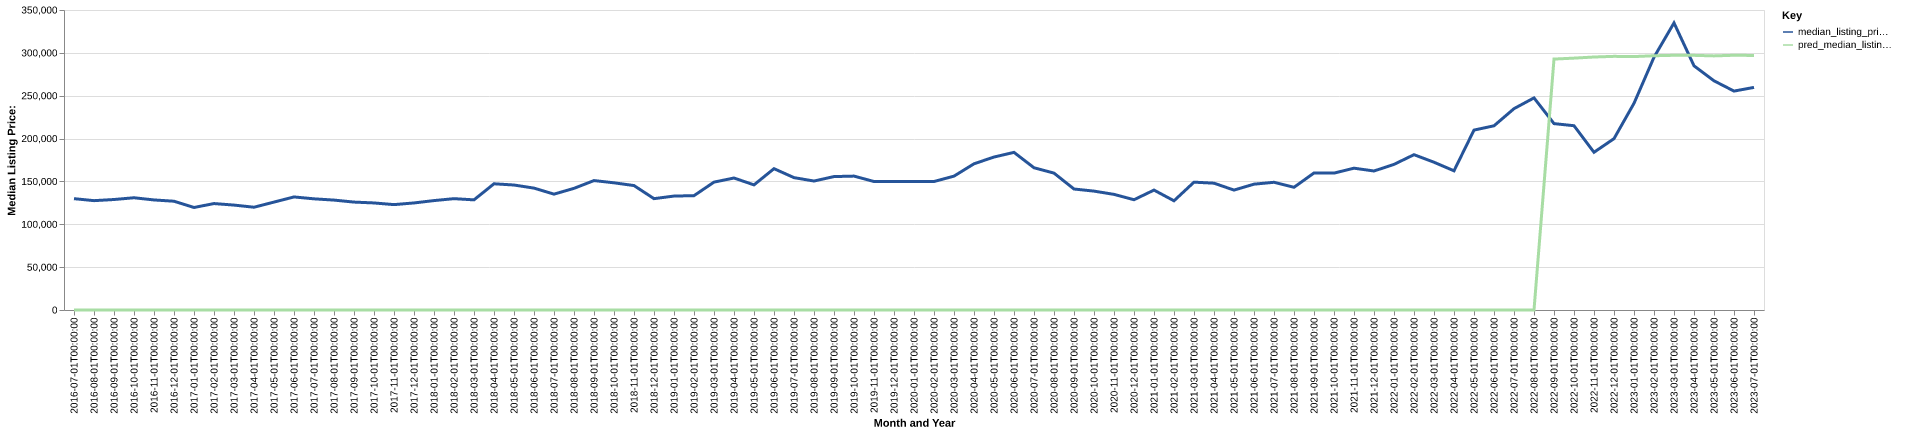 350,000
300,000
250,000
200,000
150,000
100,000
50,000
0
Median Listing Price:
2016-07-01T00:00:00
2016-08-01T00:00:00
2016-09-01T00:00:00
2016-10-01T00:00:00
2016-11-01T00:00:00
2016-12-01T00:00:00
2017-01-01T00:00:00
2017-02-01T00:00:00
2017-03-01T00:00:00
2017-04-01T00:00:00
2017-05-01T00:00:00
2017-06-01T00:00:00
2017-07-01T00:00:00
2017-08-01T00:00:00
2017-09-01T00:00:00
2017-10-01T00:00:00
2017-11-01T00:00:00
2017-12-01T00:00:00
2018-01-01T00:00:00
2018-02-01T00:00:00
2018-03-01T00:00:00
2018-04-01T00:00:00
2018-05-01T00:00:00
2018-06-01T00:00:00
2018-07-01T00:00:00
2018-08-01T00:00:00
2018-09-01T00:00:00
2018-10-01T00:00:00
2018-11-01T00:00:00
2018-12-01T00:00:00
2019-01-01T00:00:00
2019-02-01T00:00:00
2019-03-01T00:00:00
2019-04-01T00:00:00
2019-05-01T00:00:00
2019-06-01T00:00:00
2019-07-01T00:00:00
2019-08-01T00:00:00
2019-09-01T00:00:00
2019-10-01T00:00:00
2019-11-01T00:00:00
2019-12-01T00:00:00
2020-01-01T00:00:00
2020-02-01T00:00:00
2020-03-01T00:00:00
2020-04-01T00:00:00
2020-05-01T00:00:00
2020-06-01T00:00:00
2020-07-01T00:00:00
2020-08-01T00:00:00
2020-09-01T00:00:00
2020-10-01T00:00:00
2020-11-01T00:00:00
2020-12-01T00:00:00
2021-01-01T00:00:00
2021-02-01T00:00:00
2021-03-01T00:00:00
2021-04-01T00:00:00
2021-05-01T00:00:00
2021-06-01T00:00:00
2021-07-01T00:00:00
2021-08-01T00:00:00
2021-09-01T00:00:00
2021-10-01T00:00:00
2021-11-01T00:00:00
2021-12-01T00:00:00
2022-01-01T00:00:00
2022-02-01T00:00:00
2022-03-01T00:00:00
2022-04-01T00:00:00
2022-05-01T00:00:00
2022-06-01T00:00:00
2022-07-01T00:00:00
2022-08-01T00:00:00
2022-09-01T00:00:00
2022-10-01T00:00:00
2022-11-01T00:00:00
2022-12-01T00:00:00
2023-01-01T00:00:00
2023-02-01T00:00:00
2023-03-01T00:00:00
2023-04-01T00:00:00
2023-05-01T00:00:00
2023-06-01T00:00:00
2023-07-01T00:00:00
Month and Year
Key
median_listing_pri…
pred_median_listin…